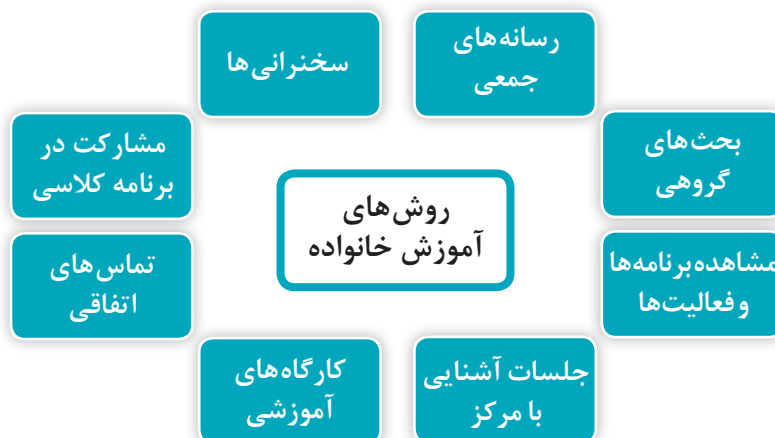 رسانه‌های
جمعی
سخنرانی‌ها
بحث‌های
گروهی
مشارکت در
برنامه کلاسی
روش‌های
آموزش خانواده
مشاهده‌برنامه‌ها
و فعالیت‌ها
تماس‌های
اتفاقی
جلسات آشنایی
با مرکز
کارگاه‌های
آموزشی